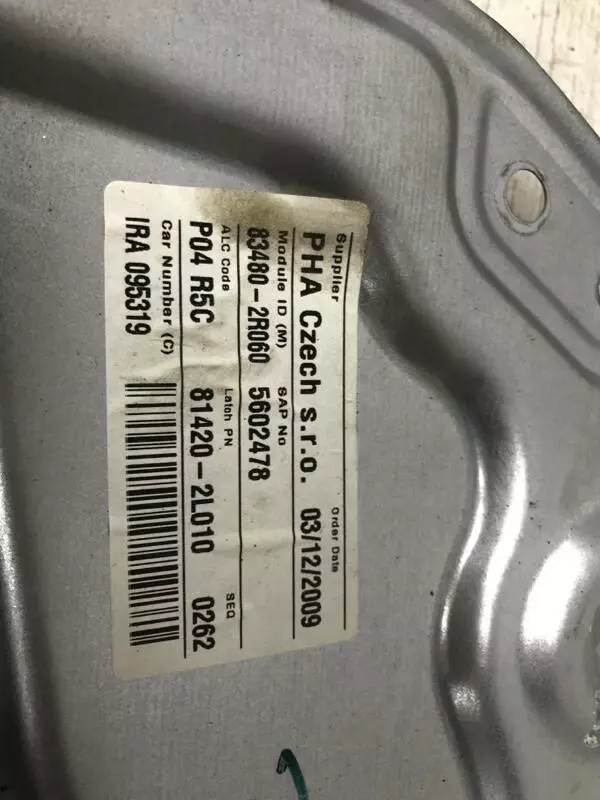 Supplier Order Date
PHA Czech s.r.o. 03/12/2009
Module ID (M) SAP No
83480-2R060 5602478
ALC Code Latch PN SEQ
P04 R5C 81420-2L010 0262
Car Number (C)
IRA 095319